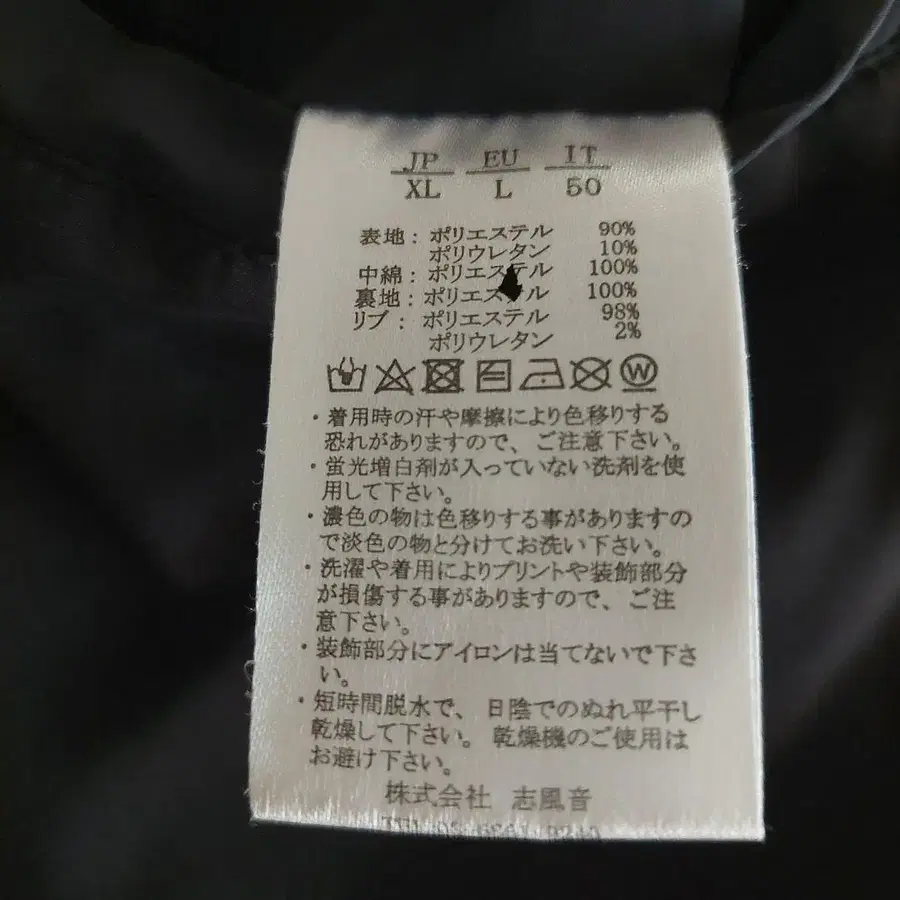 JP EU IT
XL L 50
表地：ポリエステル 90%
ポリウレタン 10%
中綿：ポリエステル 100%
裏地：ポリエステル 100%
リブ：ポリエステル 98%
ポリウレタン 2%
W
・着用時の汗や摩擦により色移りする
恐れがありますので、ご注意下さい。
・蛍光増白剤が入っていない洗剤を使
用して下さい。
・濃色の物は色移りする事がありますの
で淡色の物と分けてお洗い下さい。
・洗濯や着用によりプリントや装飾部分
が損傷する事がありますので、ご注
意下さい。
・装飾部分にアイロンは当てないで下さ
い。
・短時間脱水で、日陰でのぬれ平干し
乾燥して下さい。乾燥機のご使用は
お避け下さい。
株式会社 志風音